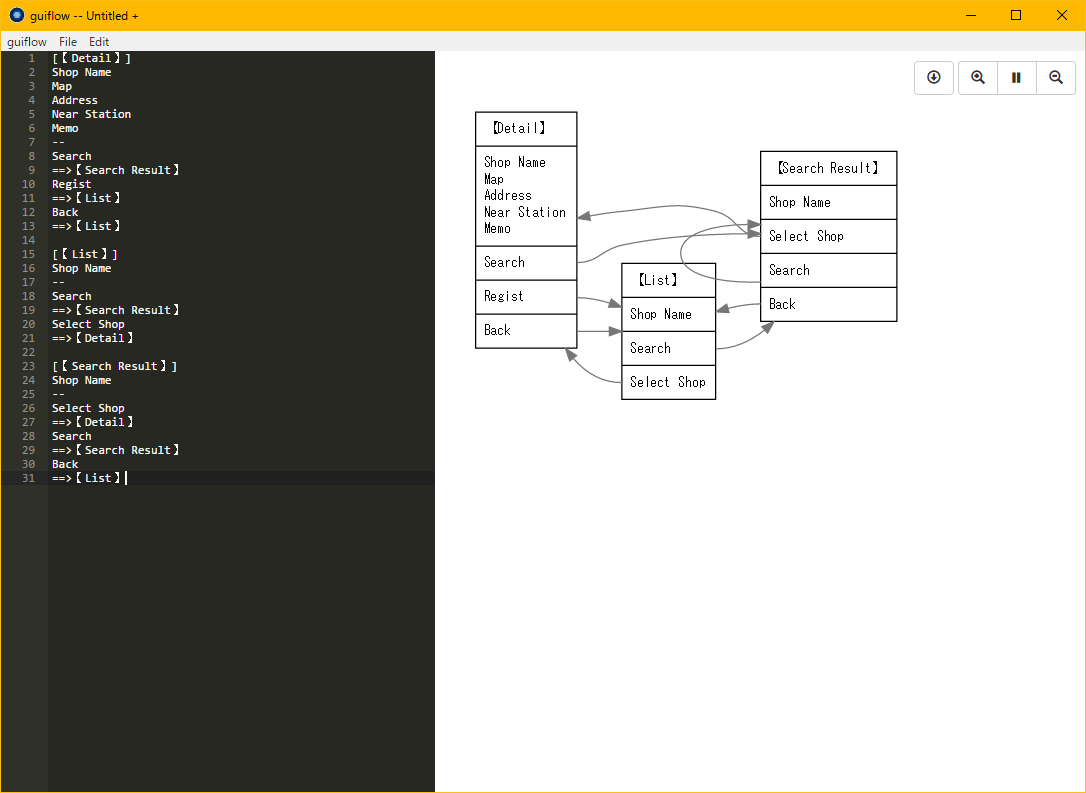 guiflow -- Untitled +
guiflow File Edit
1 [【Detail】]
2 Shop Name
3 Map
4 Address
5 Near Station
6 Memo
7 --
8 Search
9 ==>【Search Result】
10 Regist
11 ==>【List】
12 Back
13 ==>【List】
14
15 [【List】]
16 Shop Name
17 --
18 Search
19 ==>【Search Result】
20 Select Shop
21 ==>【Detail】
22
23 [【Search Result】]
24 Shop Name
25 --
26 Select Shop
27 ==>【Detail】
28 Search
29 ==>【Search Result】
30 Back
31 ==>【List】
【Detail】
Shop Name
Map
Address
Near Station
Memo
Search
Regist
Back
【List】
Shop Name
Search
Select Shop
【Search Result】
Shop Name
Select Shop
Search
Back